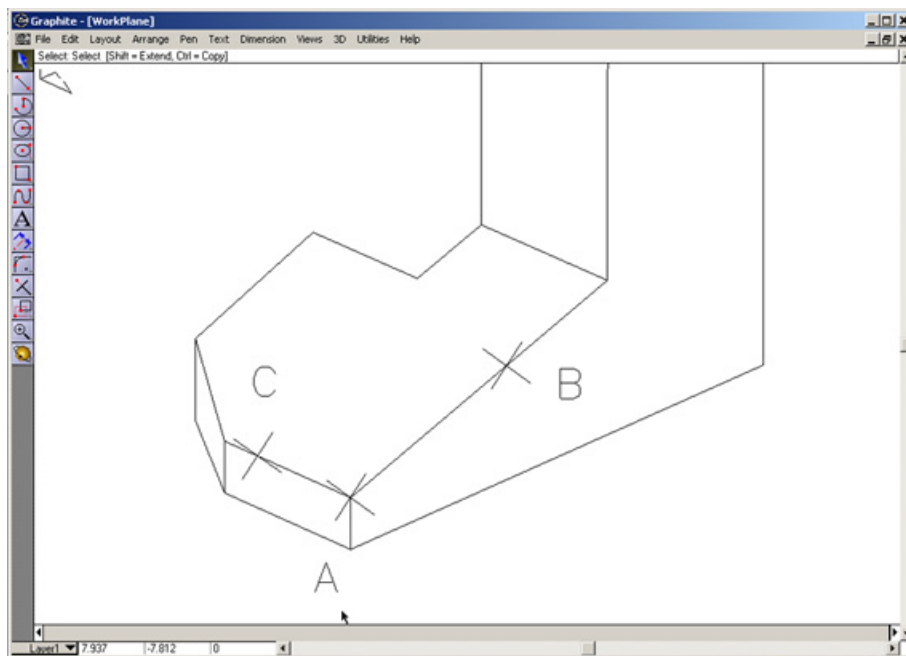 Graphite - [WorkPlane]
File Edit Layout Arrange Pen Text Dimension Views 3D Utilities Help
Select: Select [Shift = Extend, Ctrl = Copy]
A
C
B
A
Layer1 7.937 -7.812 0